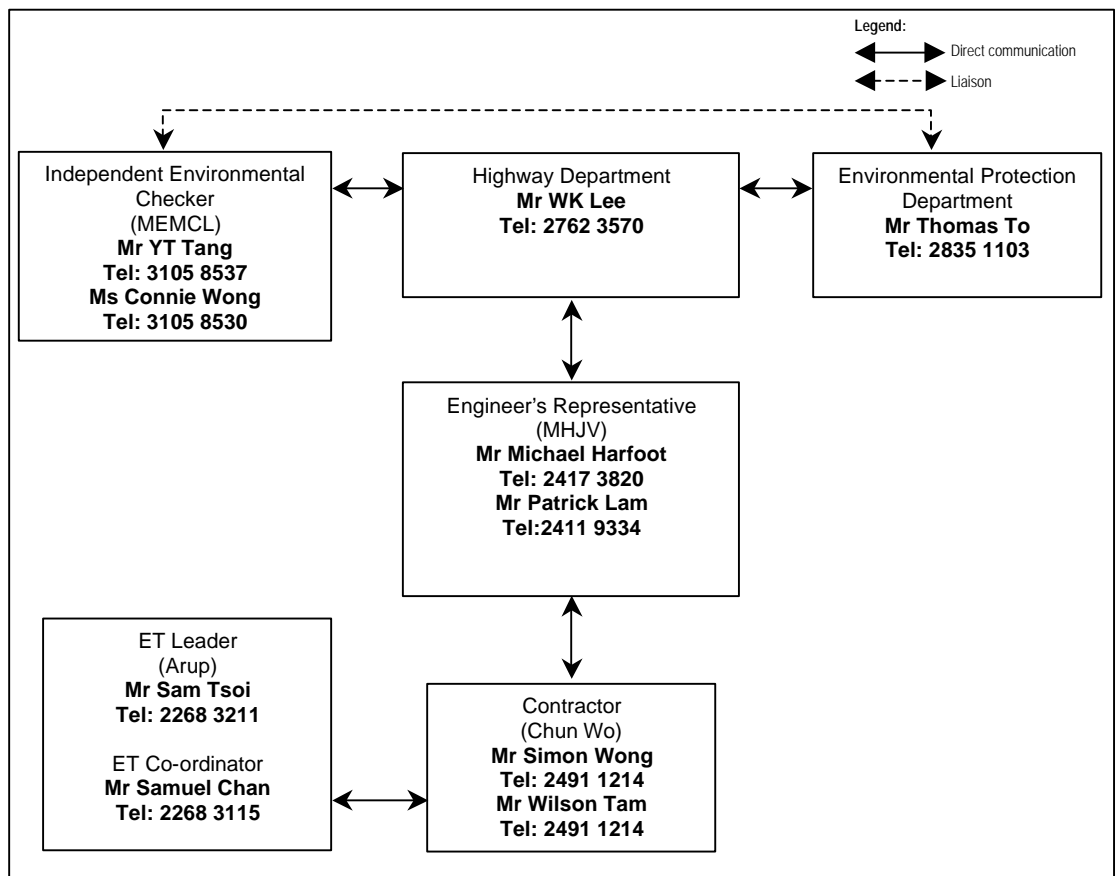 Legend:
Direct communication
Liaison
Independent Environmental
Checker
(MEMCL)
Mr YT Tang
Tel: 3105 8537
Ms Connie Wong
Tel: 3105 8530
Highway Department
Mr WK Lee
Tel: 2762 3570
Environmental Protection
Department
Mr Thomas To
Tel: 2835 1103
Engineer's Representative
(MHJV)
Mr Michael Harfoot
Tel: 2417 3820
Mr Patrick Lam
Tel:2411 9334
ET Leader
(Arup)
Mr Sam Tsoi
Tel: 2268 3211
ET Co-ordinator
Mr Samuel Chan
Tel: 2268 3115
Contractor
(Chun Wo)
Mr Simon Wong
Tel: 2491 1214
Mr Wilson Tam
Tel: 2491 1214